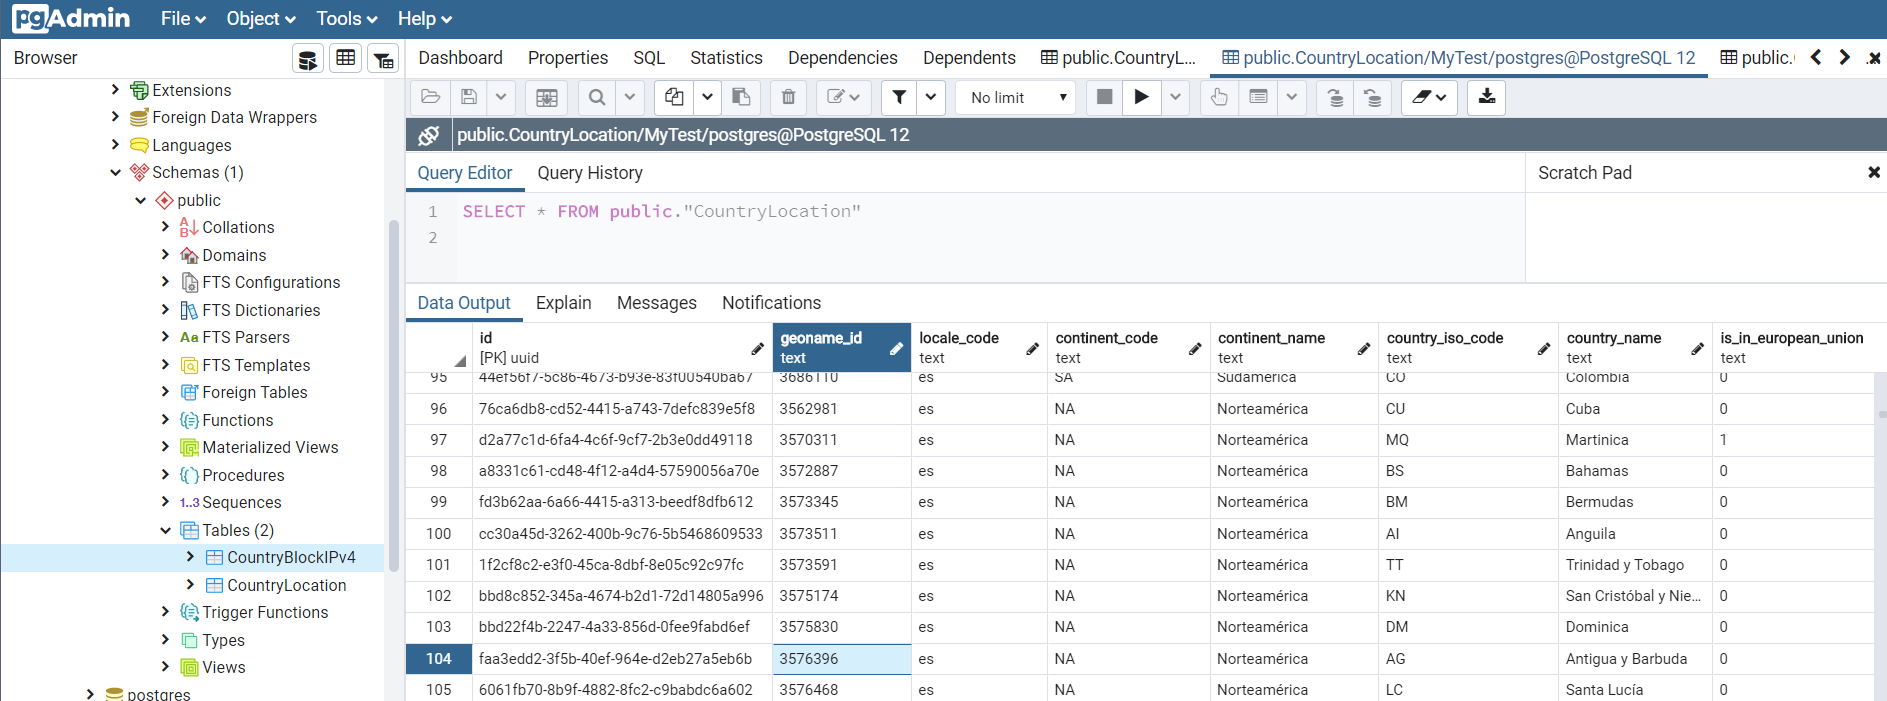 pgAdmin File Object Tools Help
Browser
Dashboard Properties SQL Statistics Dependencies Dependents public.CountryL... public.CountryLocation/MyTest/postgres@PostgreSQL 12 public.
No limit
public.CountryLocation/MyTest/postgres@PostgreSQL 12
Extensions
Foreign Data Wrappers
Languages
Schemas (1)
public
Collations
Domains
FTS Configurations
FTS Dictionaries
Aa FTS Parsers
FTS Templates
Foreign Tables
Functions
Materialized Views
Procedures
1..3 Sequences
Tables (2)
CountryBlockIPv4
CountryLocation
Trigger Functions
Types
Views
postgres
Query Editor Query History
Scratch Pad
1 SELECT * FROM public."CountryLocation"
2
Data Output Explain Messages Notifications
id geoname_id locale_code continent_code continent_name country_iso_code country_name is_in_european_union
[PK] uuid text text text text text text text
95 44ef56f7-5c86-4673-b93e-83f00540ba67 3686110 es SA Sudamérica CO Colombia 0
96 76ca6db8-cd52-4415-a743-7defc839e5f8 3562981 es NA Norteamérica CU Cuba 0
97 d2a77c1d-6fa4-4c6f-9cf7-2b3e0dd49118 3570311 es NA Norteamérica MQ Martinica 1
98 a8331c61-cd48-4f12-a4d4-57590056a70e 3572887 es NA Norteamérica BS Bahamas 0
99 fd3b62aa-6a66-4415-a313-beedf8dfb612 3573345 es NA Norteamérica BM Bermudas 0
100 cc30a45d-3262-400b-9c76-5b5468609533 3573511 es NA Norteamérica AI Anguila 0
101 1f2cf8c2-e3f0-45ca-8dbf-8e05c92c97fc 3573591 es NA Norteamérica TT Trinidad y Tobago 0
102 bbd8c852-345a-4674-b2d1-72d14805a996 3575174 es NA Norteamérica KN San Cristóbal y Nie... 0
103 bbd22f4b-2247-4a33-856d-0fee9fabd6ef 3575830 es NA Norteamérica DM Dominica 0
104 faa3edd2-3f5b-40ef-964e-d2eb27a5eb6b 3576396 es NA Norteamérica AG Antigua y Barbuda 0
105 6061fb70-8b9f-4882-8fc2-c9babdc6a602 3576468 es NA Norteamérica LC Santa Lucía 0